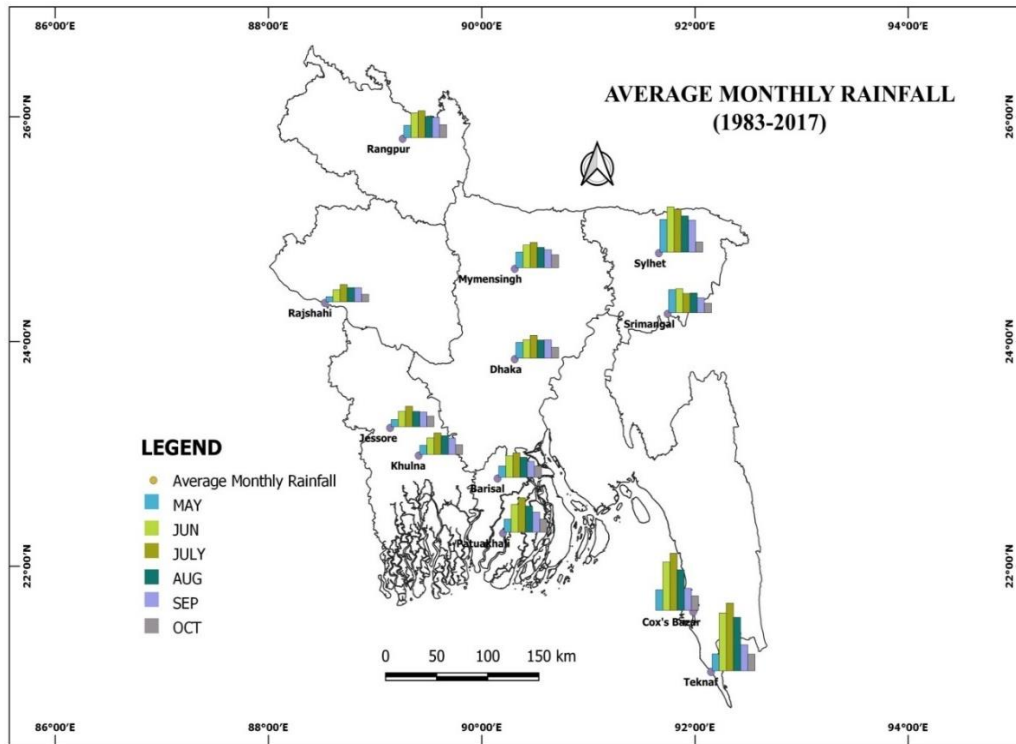 86°00'E 88°00'E 90°00'E 92°00'E 94°00'E
AVERAGE MONTHLY RAINFALL
(1983-2017)
26°00'N 26°00'N
Rangpur
Sylhet
Mymensingh
Rajshahi
Srimangal
24°00'N 24°00'N
Dhaka
Jessore
Khulna
Barisal
Patuakhali
22°00'N 22°00'N
Cox's Bazar
Teknaf
LEGEND
Average Monthly Rainfall
MAY
JUN
JULY
AUG
SEP
OCT
0 50 100 150 km
86°00'E 88°00'E 90°00'E 92°00'E 94°00'E